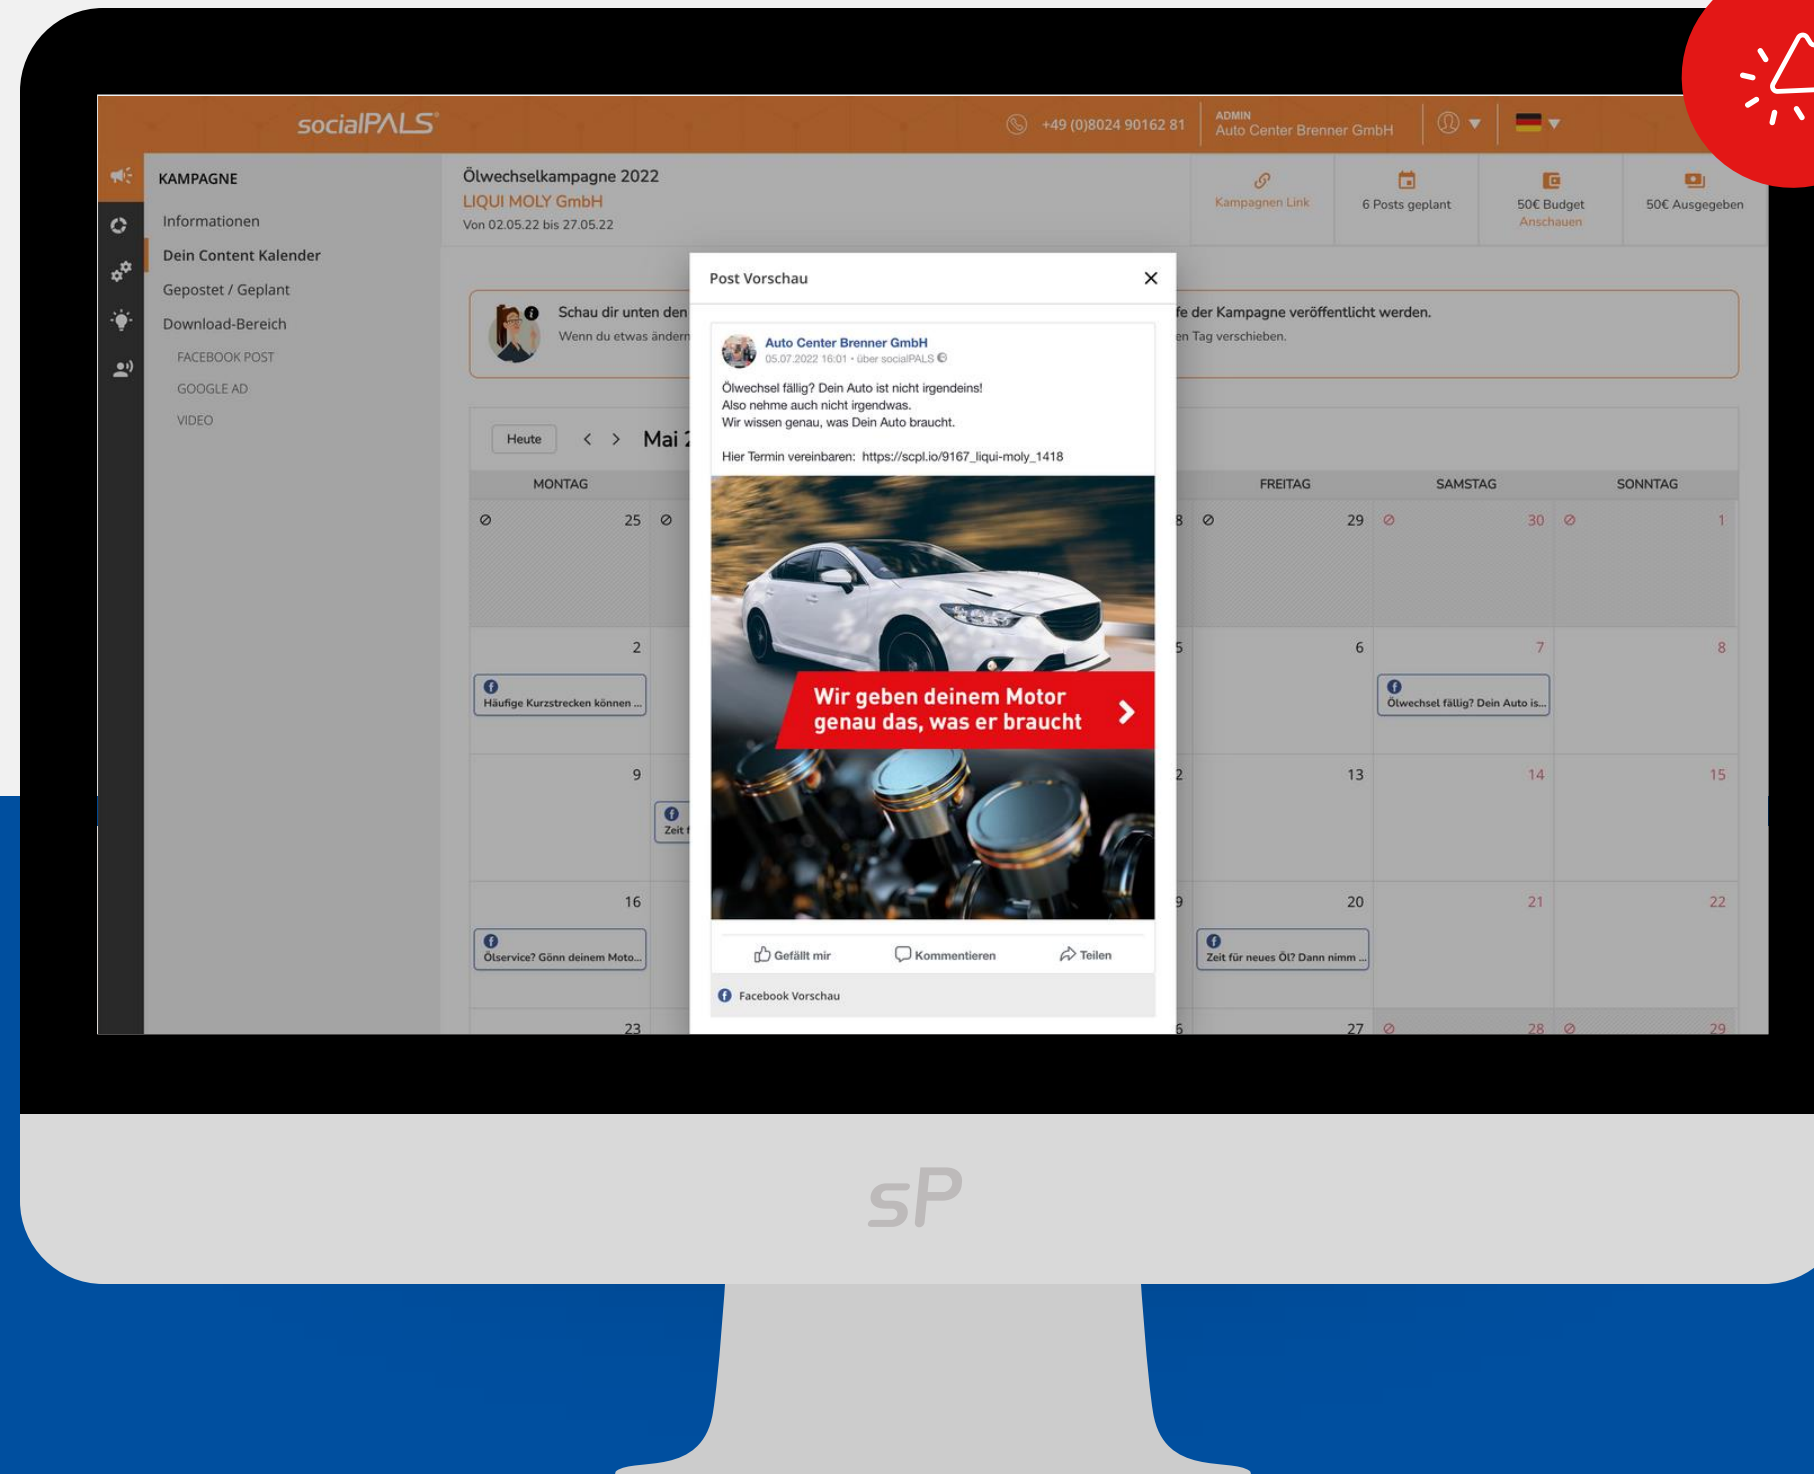 socialPALS®
+49 (0)8024 90162 81
ADMIN
Auto Center Brenner GmbH
KAMPAGNE
Informationen
Dein Content Kalender
Gepostet / Geplant
Download-Bereich
FACEBOOK POST
GOOGLE AD
VIDEO
Ölwechselkampagne 2022
LIQUI MOLY GmbH
Von 02.05.22 bis 27.05.22
Kampagnen Link
6 Posts geplant
50€ Budget
Anschauen
50€ Ausgegeben
Schau dir unten den
fe der Kampagne veröffentlicht werden.
Wenn du etwas ändern
en Tag verschieben.
Post Vorschau
Auto Center Brenner GmbH
05.07.2022 16:01 • über socialPALS
Ölwechsel fällig? Dein Auto ist nicht irgendeins!
Also nehme auch nicht irgendwas.
Wir wissen genau, was Dein Auto braucht.
Hier Termin vereinbaren: https://scpl.io/9167_liqui-moly_1418
Wir geben deinem Motor
genau das, was er braucht
Gefällt mir
Kommentieren
Teilen
Facebook Vorschau
Heute
Mai 2
MONTAG
FREITAG
SAMSTAG
SONNTAG
25
8
29
30
1
2
5
6
7
8
Häufige Kurzstrecken können ...
Ölwechsel fällig? Dein Auto is...
9
2
13
14
15
Zeit f
16
9
20
21
22
Ölservice? Gönn deinem Moto...
Zeit für neues Öl? Dann nimm ...
23
6
27
28
29
sP